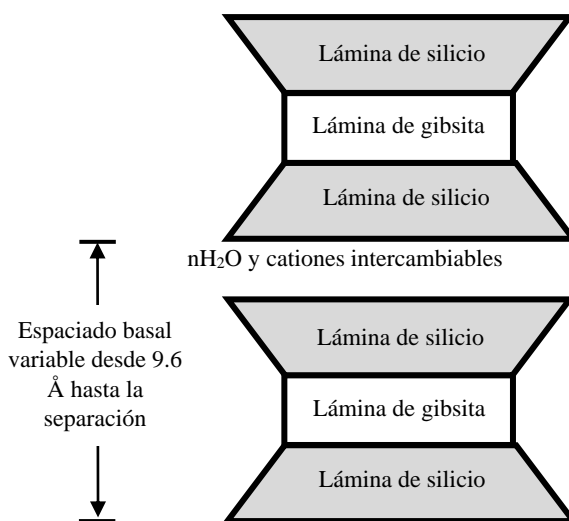 Lámina de silicio
Lámina de gibsita
Lámina de silicio
nH₂O y cationes intercambiables
Espaciado basal
variable desde 9.6
Å hasta la
separación
Lámina de silicio
Lámina de gibsita
Lámina de silicio